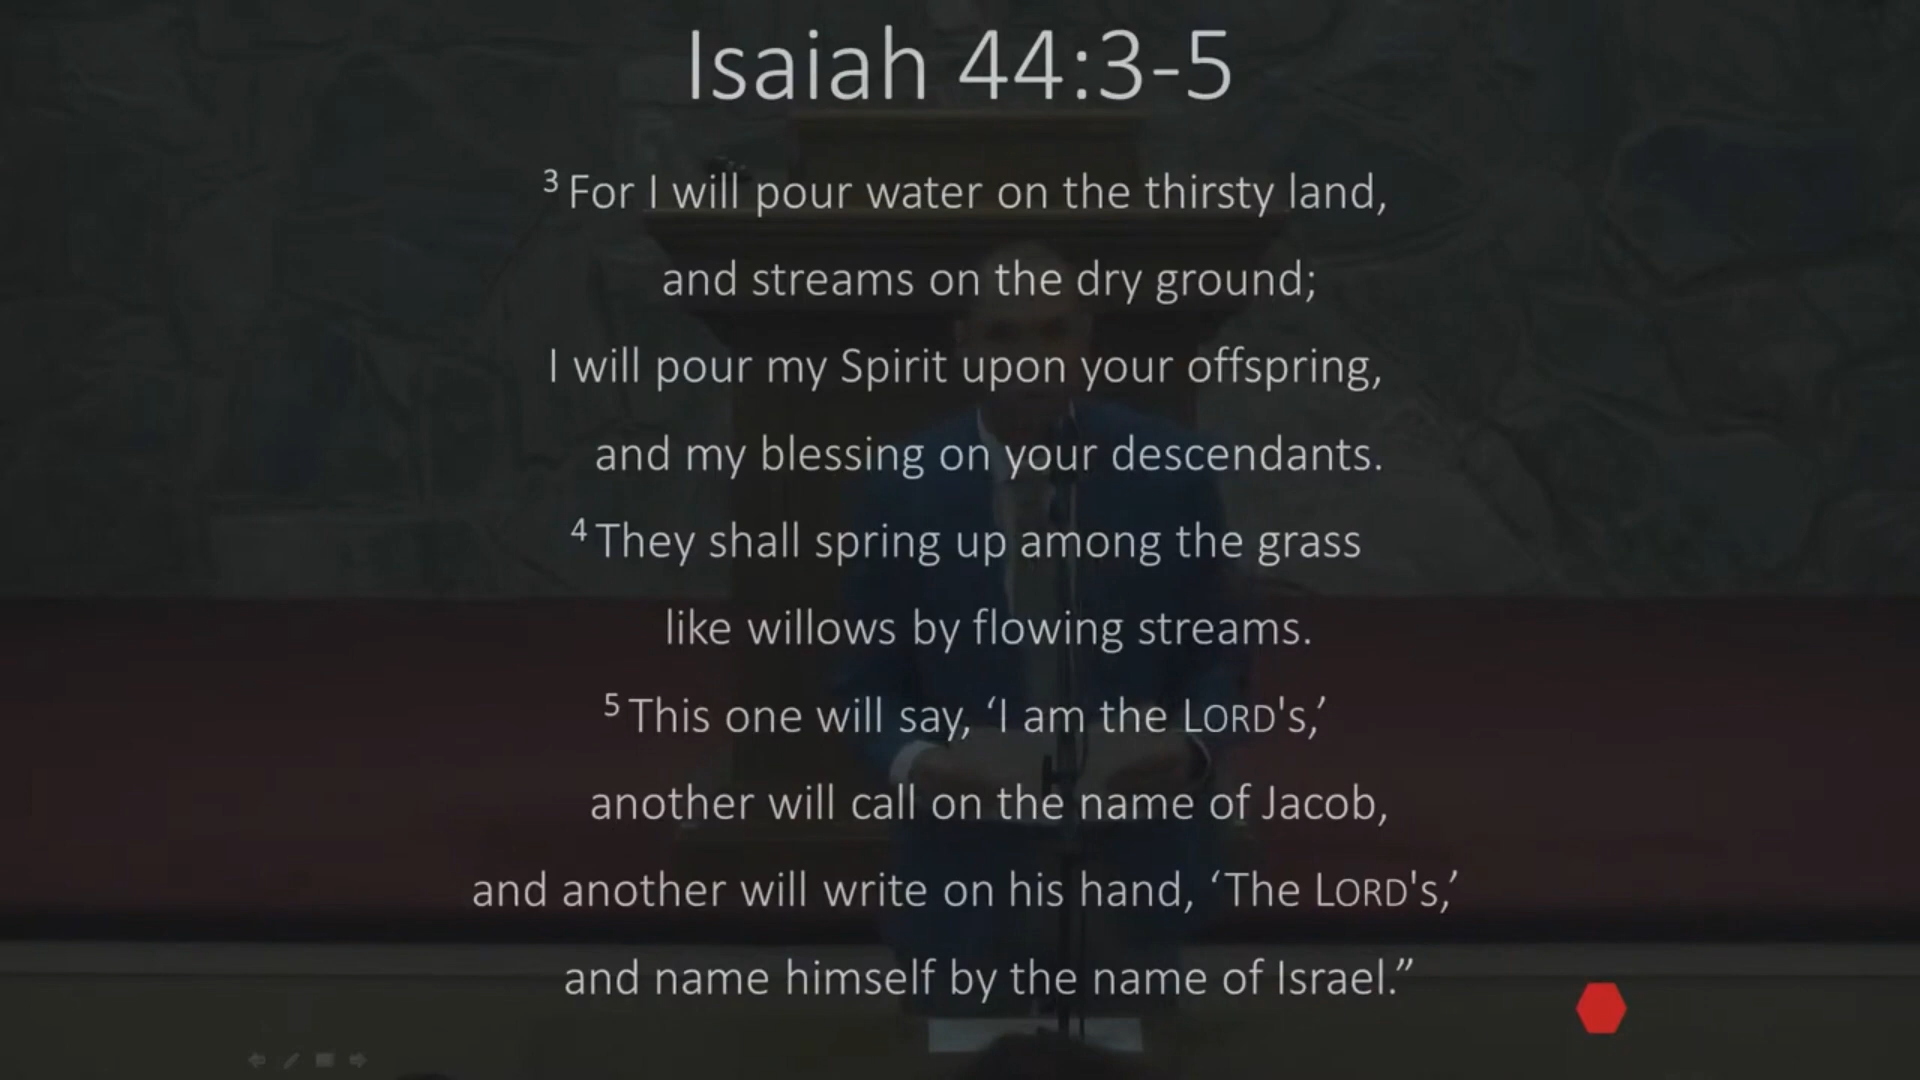 Isaiah 44:3-5
3 For I will pour water on the thirsty land,
and streams on the dry ground;
I will pour my Spirit upon your offspring,
and my blessing on your descendants.
4 They shall spring up among the grass
like willows by flowing streams.
5 This one will say, ‘I am the LORD's,’
another will call on the name of Jacob,
and another will write on his hand, ‘The LORD's,’
and name himself by the name of Israel.”